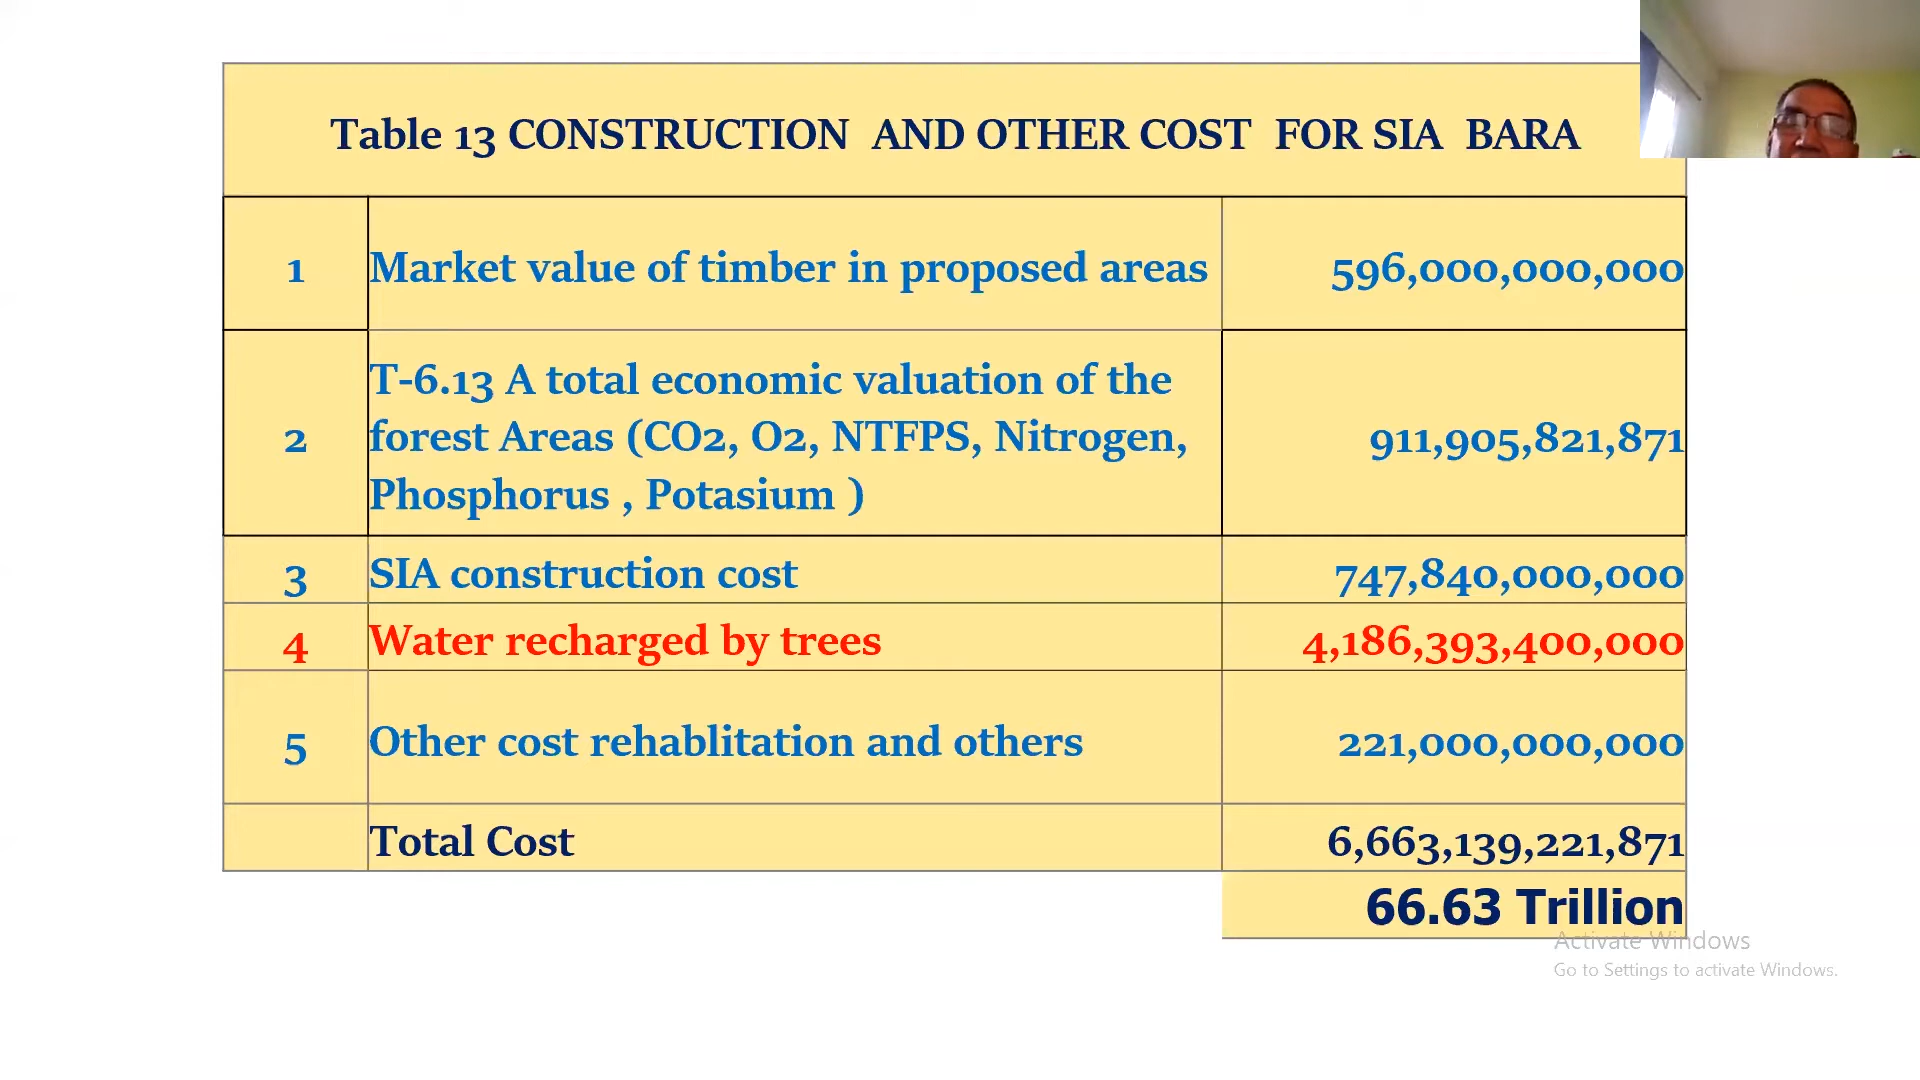 Table 13 CONSTRUCTION AND OTHER COST FOR SIA BARA
1 Market value of timber in proposed areas 596,000,000,000
T-6.13 A total economic valuation of the
2 forest Areas (CO2, O2, NTFPS, Nitrogen, 911,905,821,871
Phosphorus , Potasium )
3 SIA construction cost 747,840,000,000
4 Water recharged by trees 4,186,393,400,000
5 Other cost rehablitation and others 221,000,000,000
Total Cost 6,663,139,221,871
66.63 Trillion
Activate Windows
Go to Settings to activate Windows.